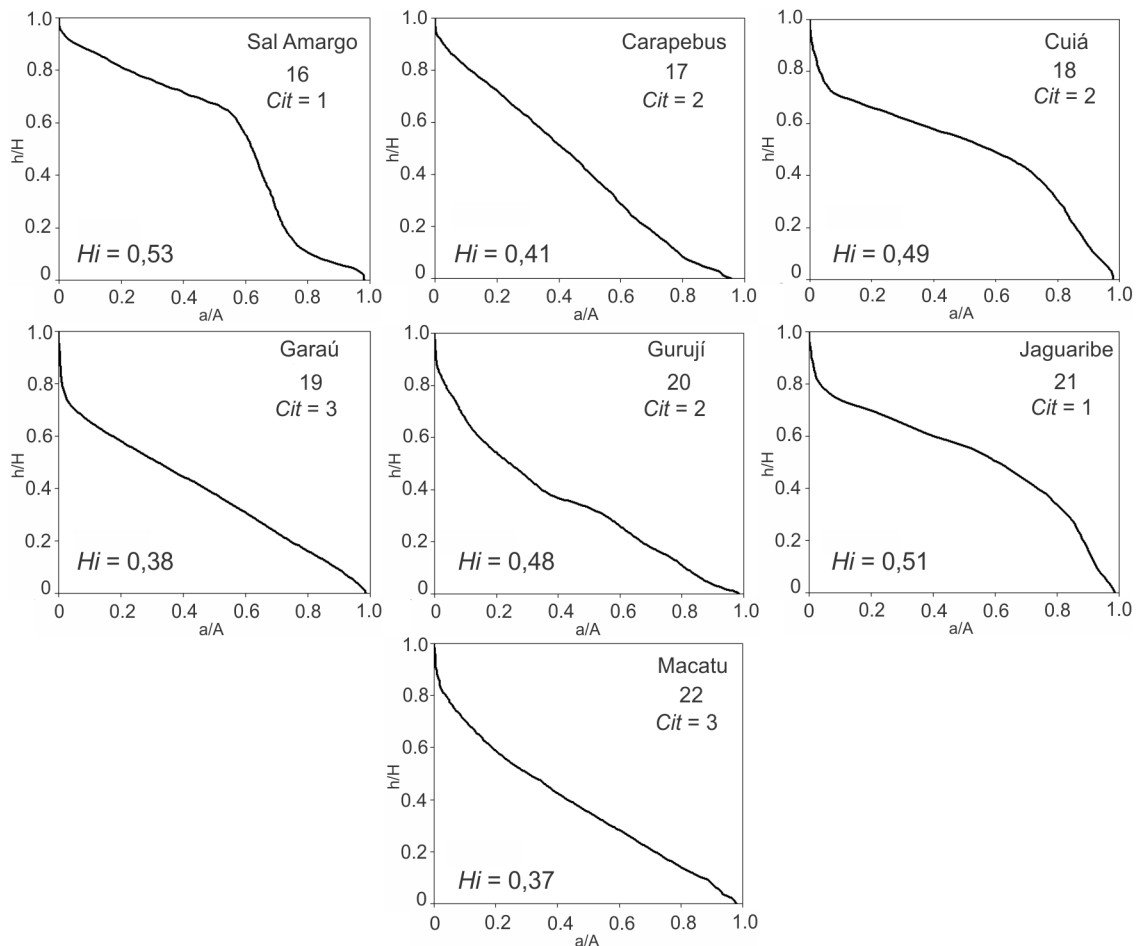 1.0
0.8
0.6
0.4
0.2
0
h/H
Sal Amargo
16
Cit = 1
Hi = 0,53
0 0.2 0.4 0.6 0.8 1.0
a/A
1.0
0.8
0.6
0.4
0.2
0
h/H
Carapebus
17
Cit = 2
Hi = 0,41
0 0.2 0.4 0.6 0.8 1.0
a/A
1.0
0.8
0.6
0.4
0.2
0
h/H
Cuiá
18
Cit = 2
Hi = 0,49
0 0.2 0.4 0.6 0.8 1.0
a/A
1.0
0.8
0.6
0.4
0.2
0
h/H
Garaú
19
Cit = 3
Hi = 0,38
0 0.2 0.4 0.6 0.8 1.0
a/A
1.0
0.8
0.6
0.4
0.2
0
h/H
Gurují
20
Cit = 2
Hi = 0,48
0 0.2 0.4 0.6 0.8 1.0
a/A
1.0
0.8
0.6
0.4
0.2
0
h/H
Jaguaribe
21
Cit = 1
Hi = 0,51
0 0.2 0.4 0.6 0.8 1.0
a/A
1.0
0.8
0.6
0.4
0.2
0
h/H
Macatu
22
Cit = 3
Hi = 0,37
0 0.2 0.4 0.6 0.8 1.0
a/A